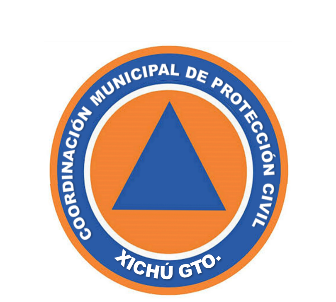 COORDINACIÓN MUNICIPAL DE PROTECCIÓN CIVIL
XICHÚ GTO.